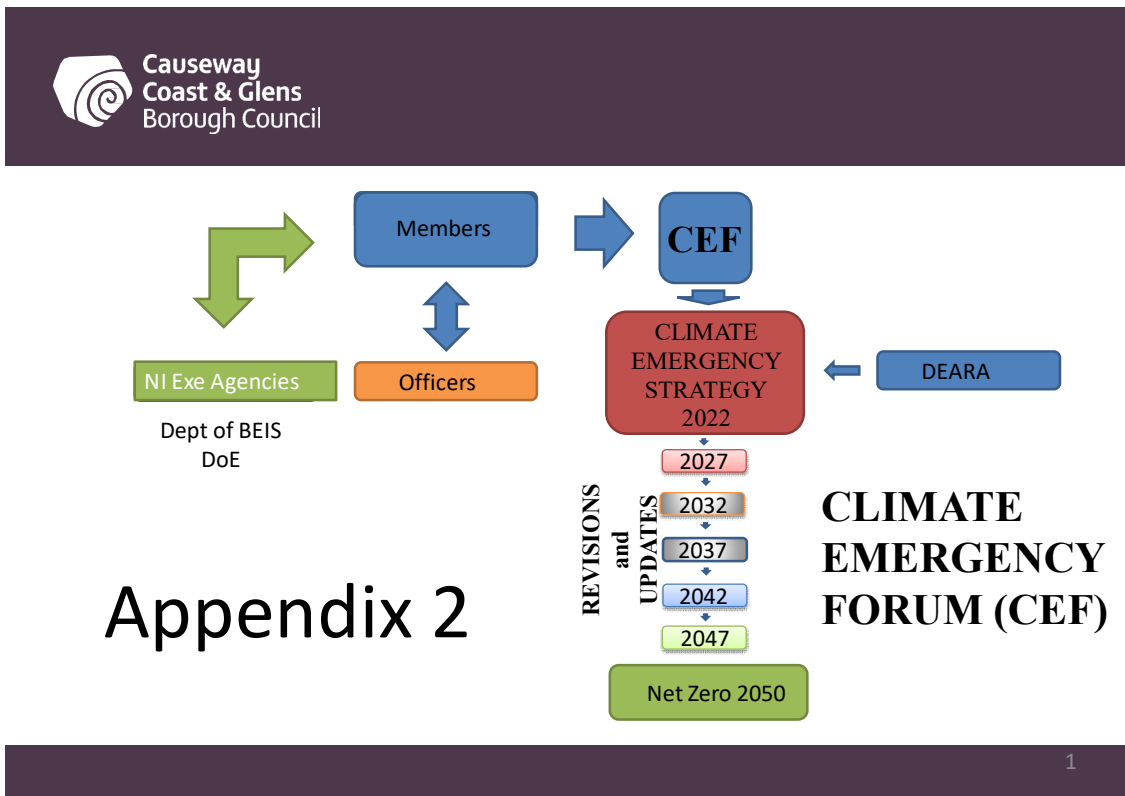 Causeway
Coast & Glens
Borough Council
Members
CEF
CLIMATE
EMERGENCY
STRATEGY
2022
DEARA
NI Exe Agencies
Officers
Dept of BEIS
DoE
2027
2032
2037
2042
2047
REVISIONS
and
UPDATES
CLIMATE
EMERGENCY
FORUM (CEF)
Appendix 2
Net Zero 2050
1